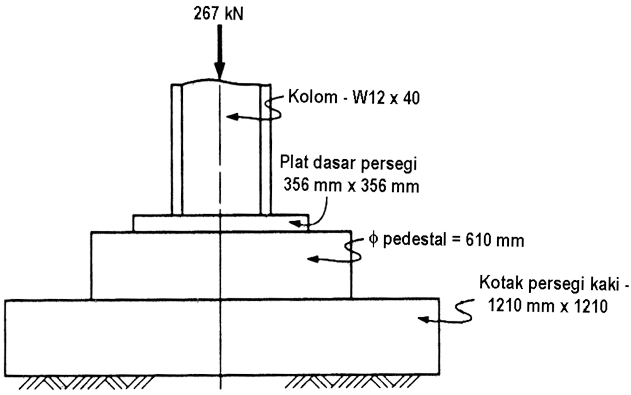 267 kN
Kolom - W12 x 40
Plat dasar persegi
356 mm x 356 mm
ϕ pedestal = 610 mm
Kotak persegi kaki -
1210 mm x 1210